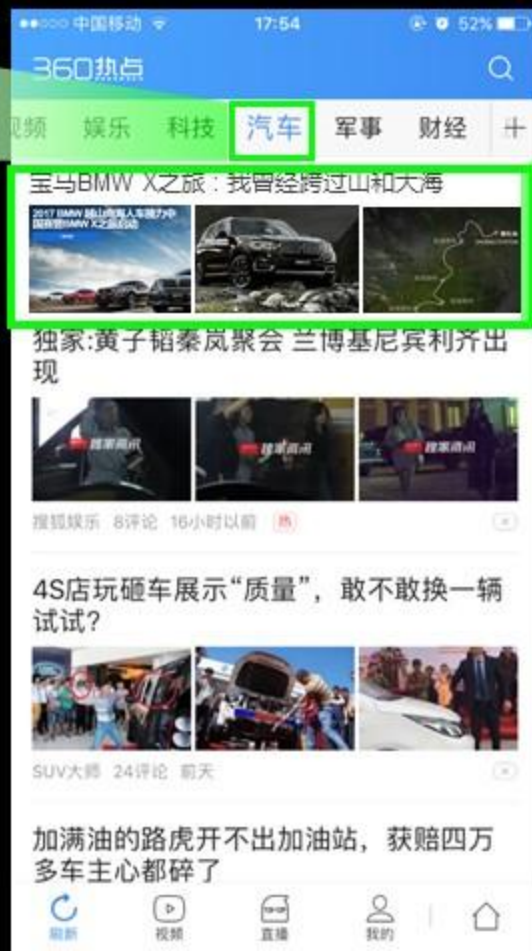 中国移动
17:54
52%
360热点
视频 娱乐 科技 汽车 军事 财经
宝马BMW X之旅：我曾经跨过山和大海
独家:黄子韬秦岚聚会 兰博基尼宾利齐出
现
搜狐娱乐 8评论 16小时以前 热
4S店玩砸车展示“质量”，敢不敢换一辆
试试?
SUV大师 24评论 前天
加满油的路虎开不出加油站，获赔四万
多车主心都碎了
刷新 视频 直播 我的